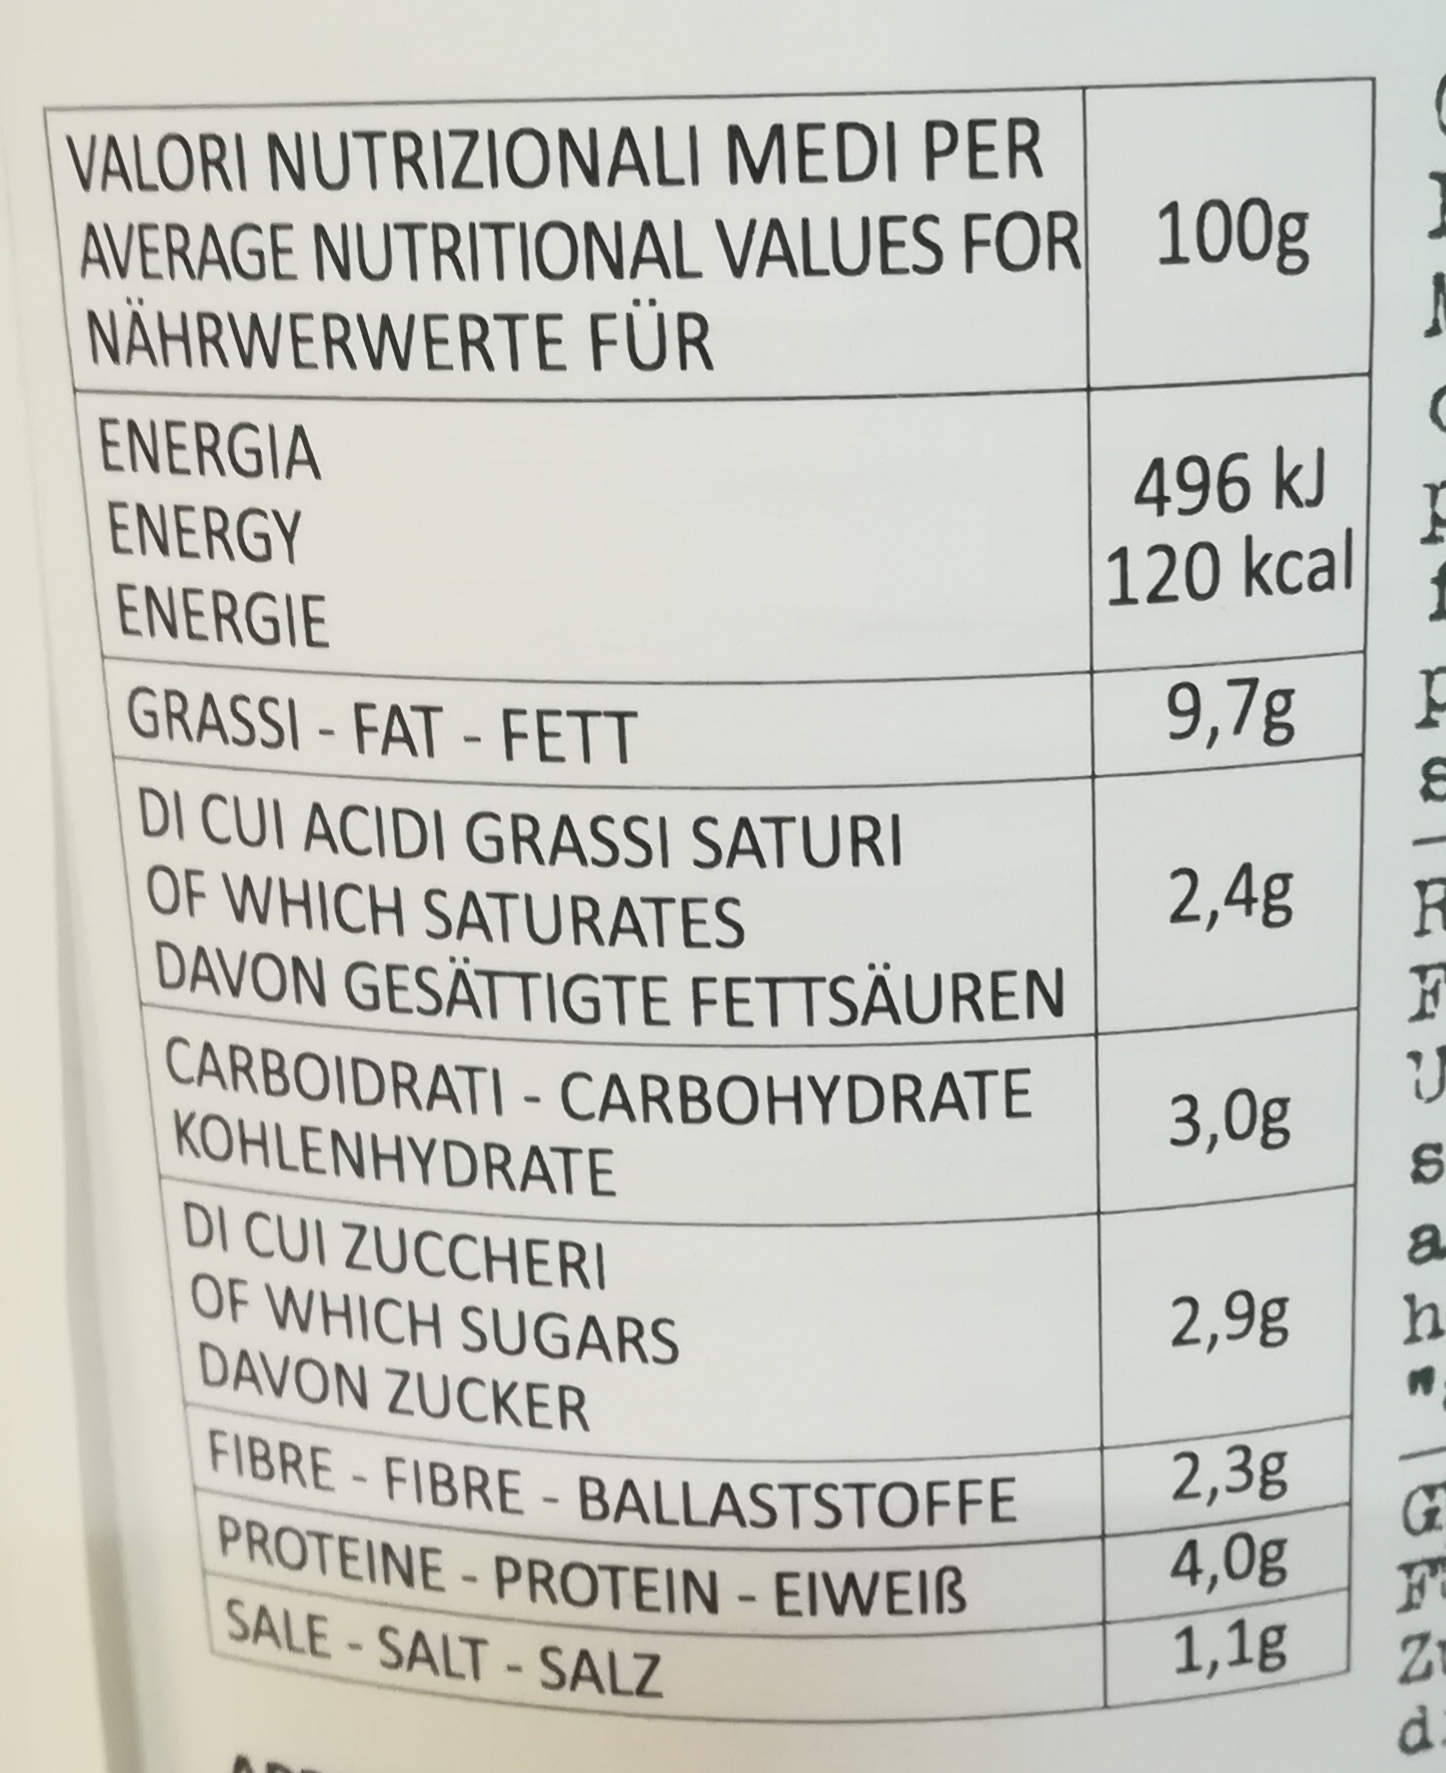 VALORI NUTRIZIONALI MEDI PER
AVERAGE NUTRITIONAL VALUES FOR
NÄHRWERWERTE FÜR
100g
ENERGIA
ENERGY
ENERGIE
496 kJ
120 kcal
GRASSI - FAT - FETT
9,7g
DI CUI ACIDI GRASSI SATURI
OF WHICH SATURATES
DAVON GESÄTTIGTE FETTSÄUREN
2,4g
CARBOIDRATI - CARBOHYDRATE
KOHLENHYDRATE
3,0g
DI CUI ZUCCHERI
OF WHICH SUGARS
DAVON ZUCKER
2,9g
FIBRE - FIBRE - BALLASTSTOFFE
2,3g
PROTEINE - PROTEIN - EIWEIß
4,0g
SALE - SALT - SALZ
1,1g